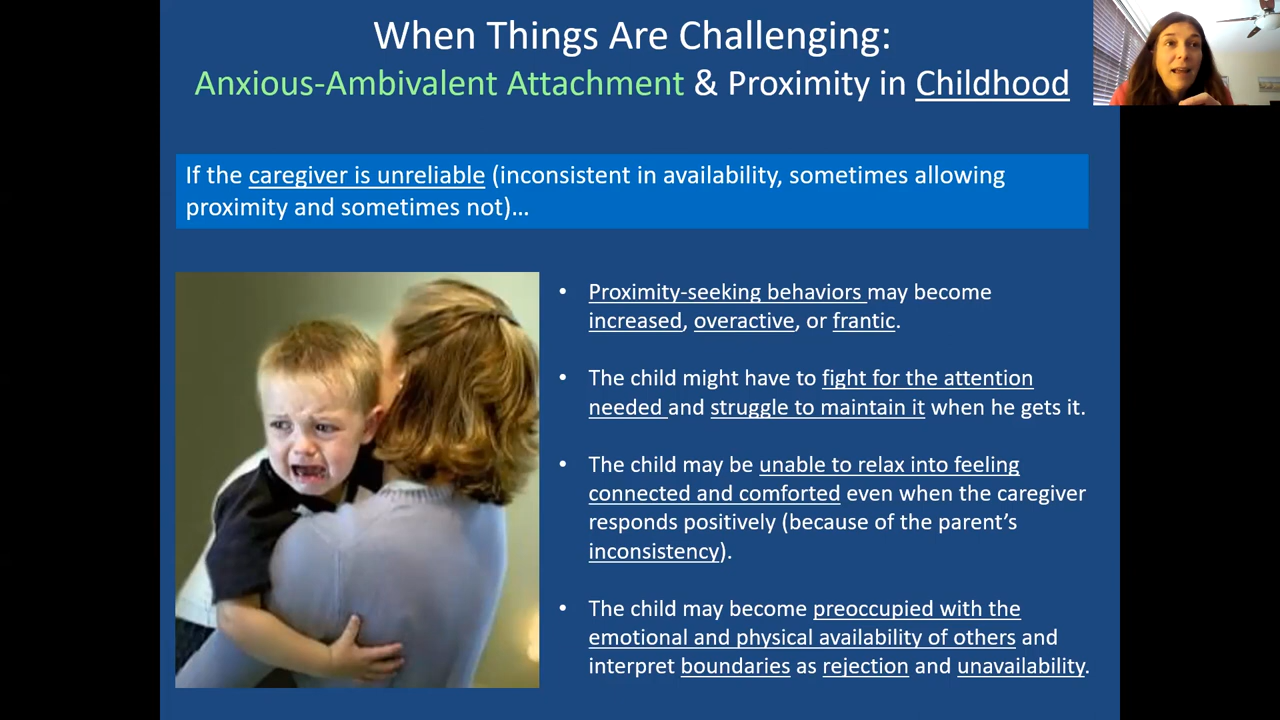 When Things Are Challenging:
Anxious-Ambivalent Attachment & Proximity in Childhood
If the caregiver is unreliable (inconsistent in availability, sometimes allowing
proximity and sometimes not)…
• Proximity-seeking behaviors may become
increased, overactive, or frantic.
• The child might have to fight for the attention
needed and struggle to maintain it when he gets it.
• The child may be unable to relax into feeling
connected and comforted even when the caregiver
responds positively (because of the parent’s
inconsistency).
• The child may become preoccupied with the
emotional and physical availability of others and
interpret boundaries as rejection and unavailability.